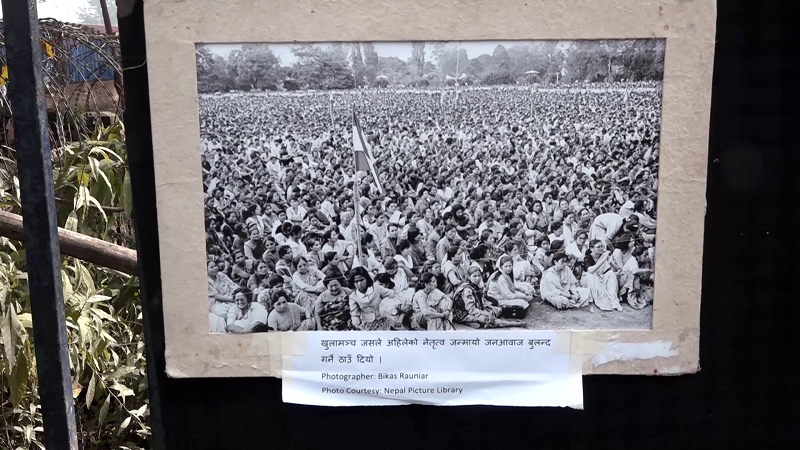 खुलामञ्च जसले अहिलेको नेतृत्व जन्मायो जनआवाज बुलन्द
गर्ने ठाउँ दियो ।
Photographer: Bikas Rauniar
Photo Courtesy: Nepal Picture Library